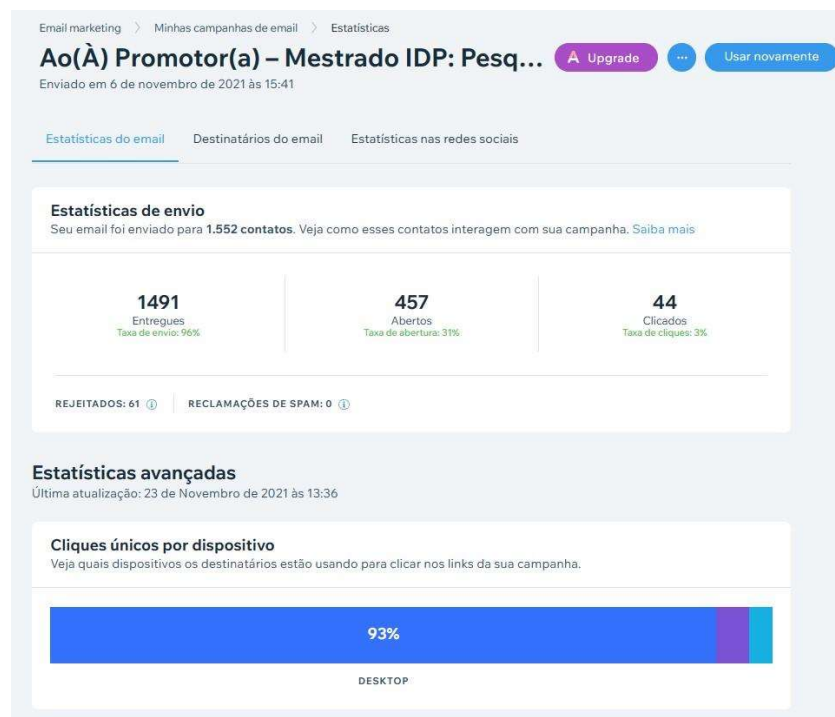 Email marketing > Minhas campanhas de email > Estatísticas
Ao(À) Promotor(a) – Mestrado IDP: Pesq...
Upgrade
Usar novamente
Enviado em 6 de novembro de 2021 às 15:41
Estatísticas do email Destinatários do email Estatísticas nas redes sociais
Estatísticas de envio
Seu email foi enviado para 1.552 contatos. Veja como esses contatos interagem com sua campanha. Saiba mais
1491
Entregues
Taxa de envio: 96%
457
Abertos
Taxa de abertura: 31%
44
Clicados
Taxa de cliques: 3%
REJEITADOS: 61 RECLAMAÇÕES DE SPAM: 0
Estatísticas avançadas
Última atualização: 23 de Novembro de 2021 às 13:36
Cliques únicos por dispositivo
Veja quais dispositivos os destinatários estão usando para clicar nos links da sua campanha.
93%
DESKTOP